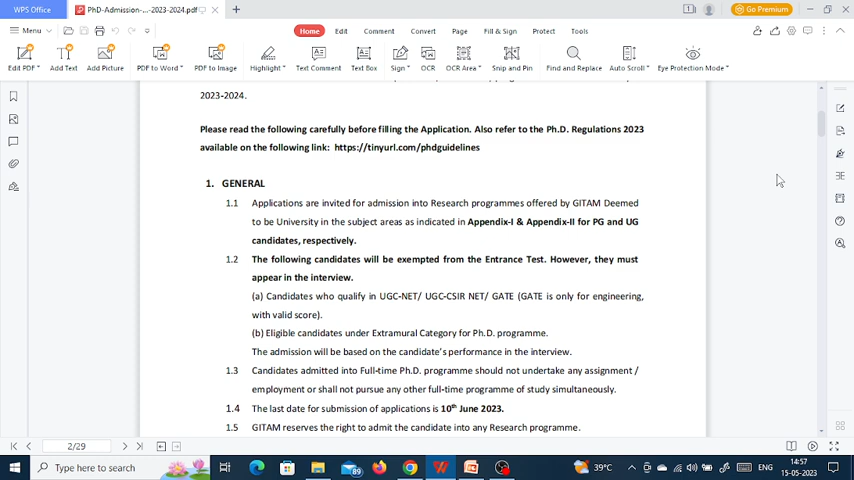 WPS Office
PhD-Admission-...-2023-2024.pdf
1
Go Premium
Menu
Home
Edit
Comment
Convert
Page
Fill & Sign
Protect
Tools
Edit PDF
Add Text
Add Picture
PDF to Word
PDF to Image
Highlight
Text Comment
Text Box
Sign
OCR
OCR Area
Snip and Pin
Find and Replace
Auto Scroll
Eye Protection Mode
2023-2024.
Please read the following carefully before filling the Application. Also refer to the Ph.D. Regulations 2023
available on the following link: https://tinyurl.com/phdguidelines
1. GENERAL
1.1 Applications are invited for admission into Research programmes offered by GITAM Deemed
to be University in the subject areas as indicated in Appendix-I & Appendix-II for PG and UG
candidates, respectively.
1.2 The following candidates will be exempted from the Entrance Test. However, they must
appear in the interview.
(a) Candidates who qualify in UGC-NET/ UGC-CSIR NET/ GATE (GATE is only for engineering,
with valid score).
(b) Eligible candidates under Extramural Category for Ph.D. programme.
The admission will be based on the candidate's performance in the interview.
1.3 Candidates admitted into Full-time Ph.D. programme should not undertake any assignment /
employment or shall not pursue any other full-time programme of study simultaneously.
1.4 The last date for submission of applications is 10th June 2023.
1.5 GITAM reserves the right to admit the candidate into any Research programme.
2/29
Type here to search
89
39°C
ENG
14:57
15-05-2023